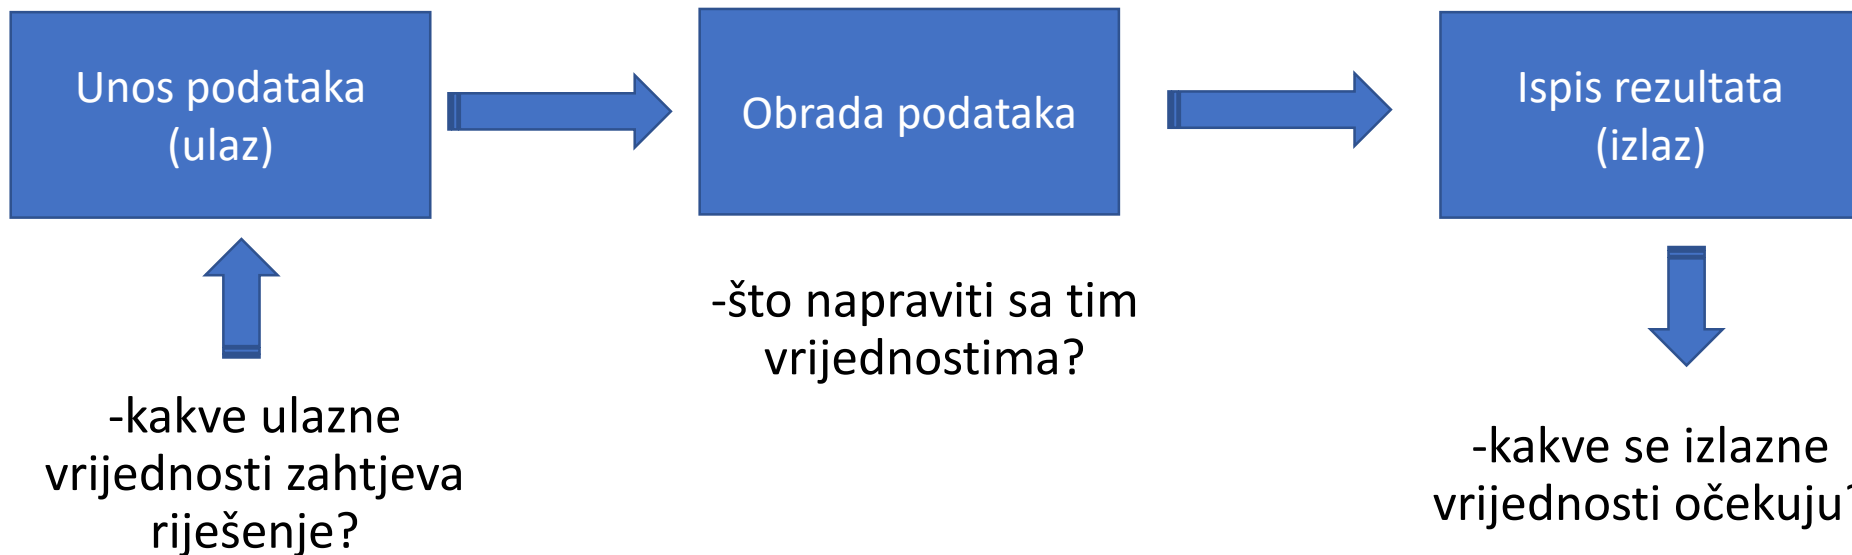 Unos podataka
(ulaz)
Obrada podataka
Ispis rezultata
(izlaz)
-što napraviti sa tim
vrijednostima?
-kakve ulazne
vrijednosti zahtjeva
riješenje?
-kakve se izlazne
vrijednosti očekuju?